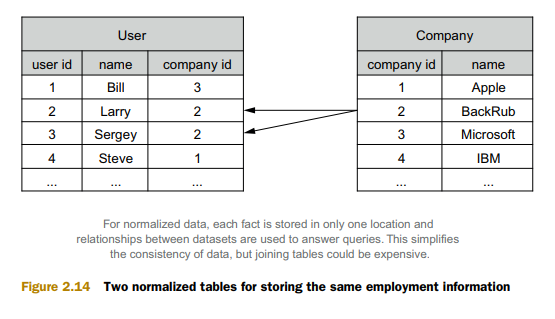 User
user id name company id
1 Bill 3
2 Larry 2
3 Sergey 2
4 Steve 1
... ... ...
Company
company id name
1 Apple
2 BackRub
3 Microsoft
4 IBM
... ...
For normalized data, each fact is stored in only one location and
relationships between datasets are used to answer queries. This simplifies
the consistency of data, but joining tables could be expensive.
Figure 2.14 Two normalized tables for storing the same employment information